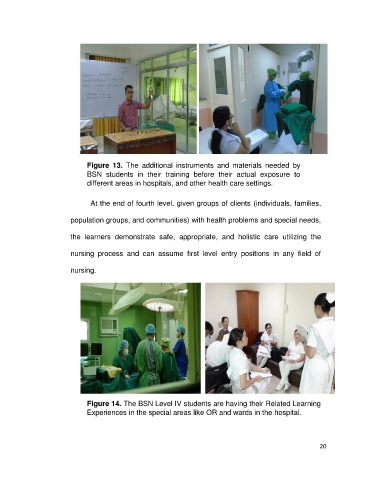 Figure 13. The additional instruments and materials needed by
BSN students in their training before their actual exposure to
different areas in hospitals, and other health care settings.
At the end of fourth level, given groups of clients (individuals, families,
population groups, and communities) with health problems and special needs,
the learners demonstrate safe, appropriate, and holistic care utilizing the
nursing process and can assume first level entry positions in any field of
nursing.
Figure 14. The BSN Level IV students are having their Related Learning
Experiences in the special areas like OR and wards in the hospital.
20